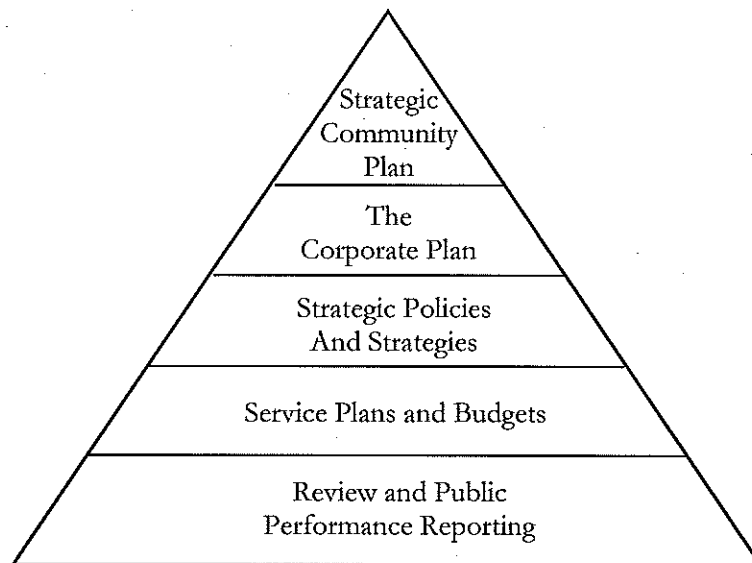 Strategic
Community
Plan
The
Corporate Plan
Strategic Policies
And Strategies
Service Plans and Budgets
Review and Public
Performance Reporting